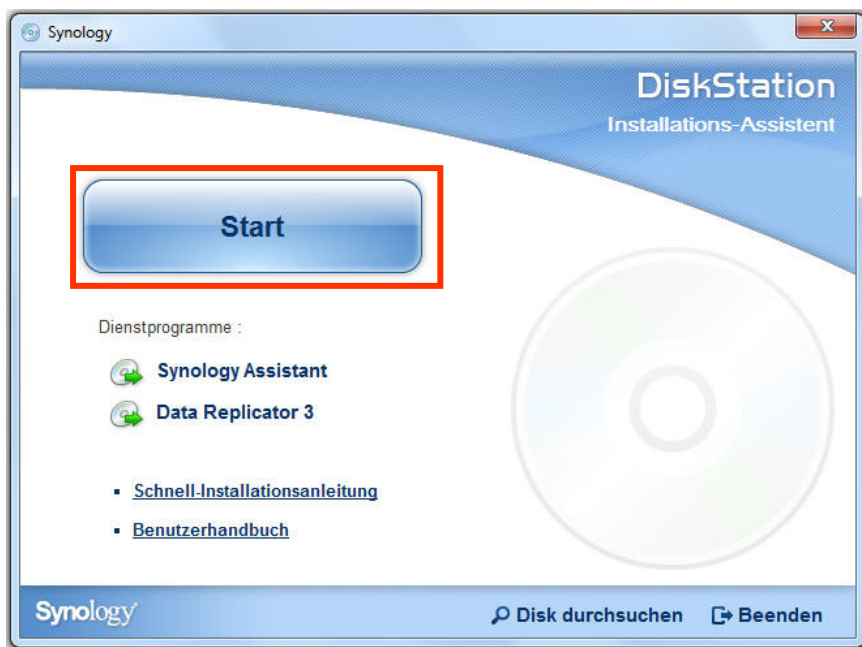 Synology
DiskStation
Installations-Assistent
Start
Dienstprogramme :
Synology Assistant
Data Replicator 3
Schnell-Installationsanleitung
Benutzerhandbuch
Synology
Disk durchsuchen
Beenden